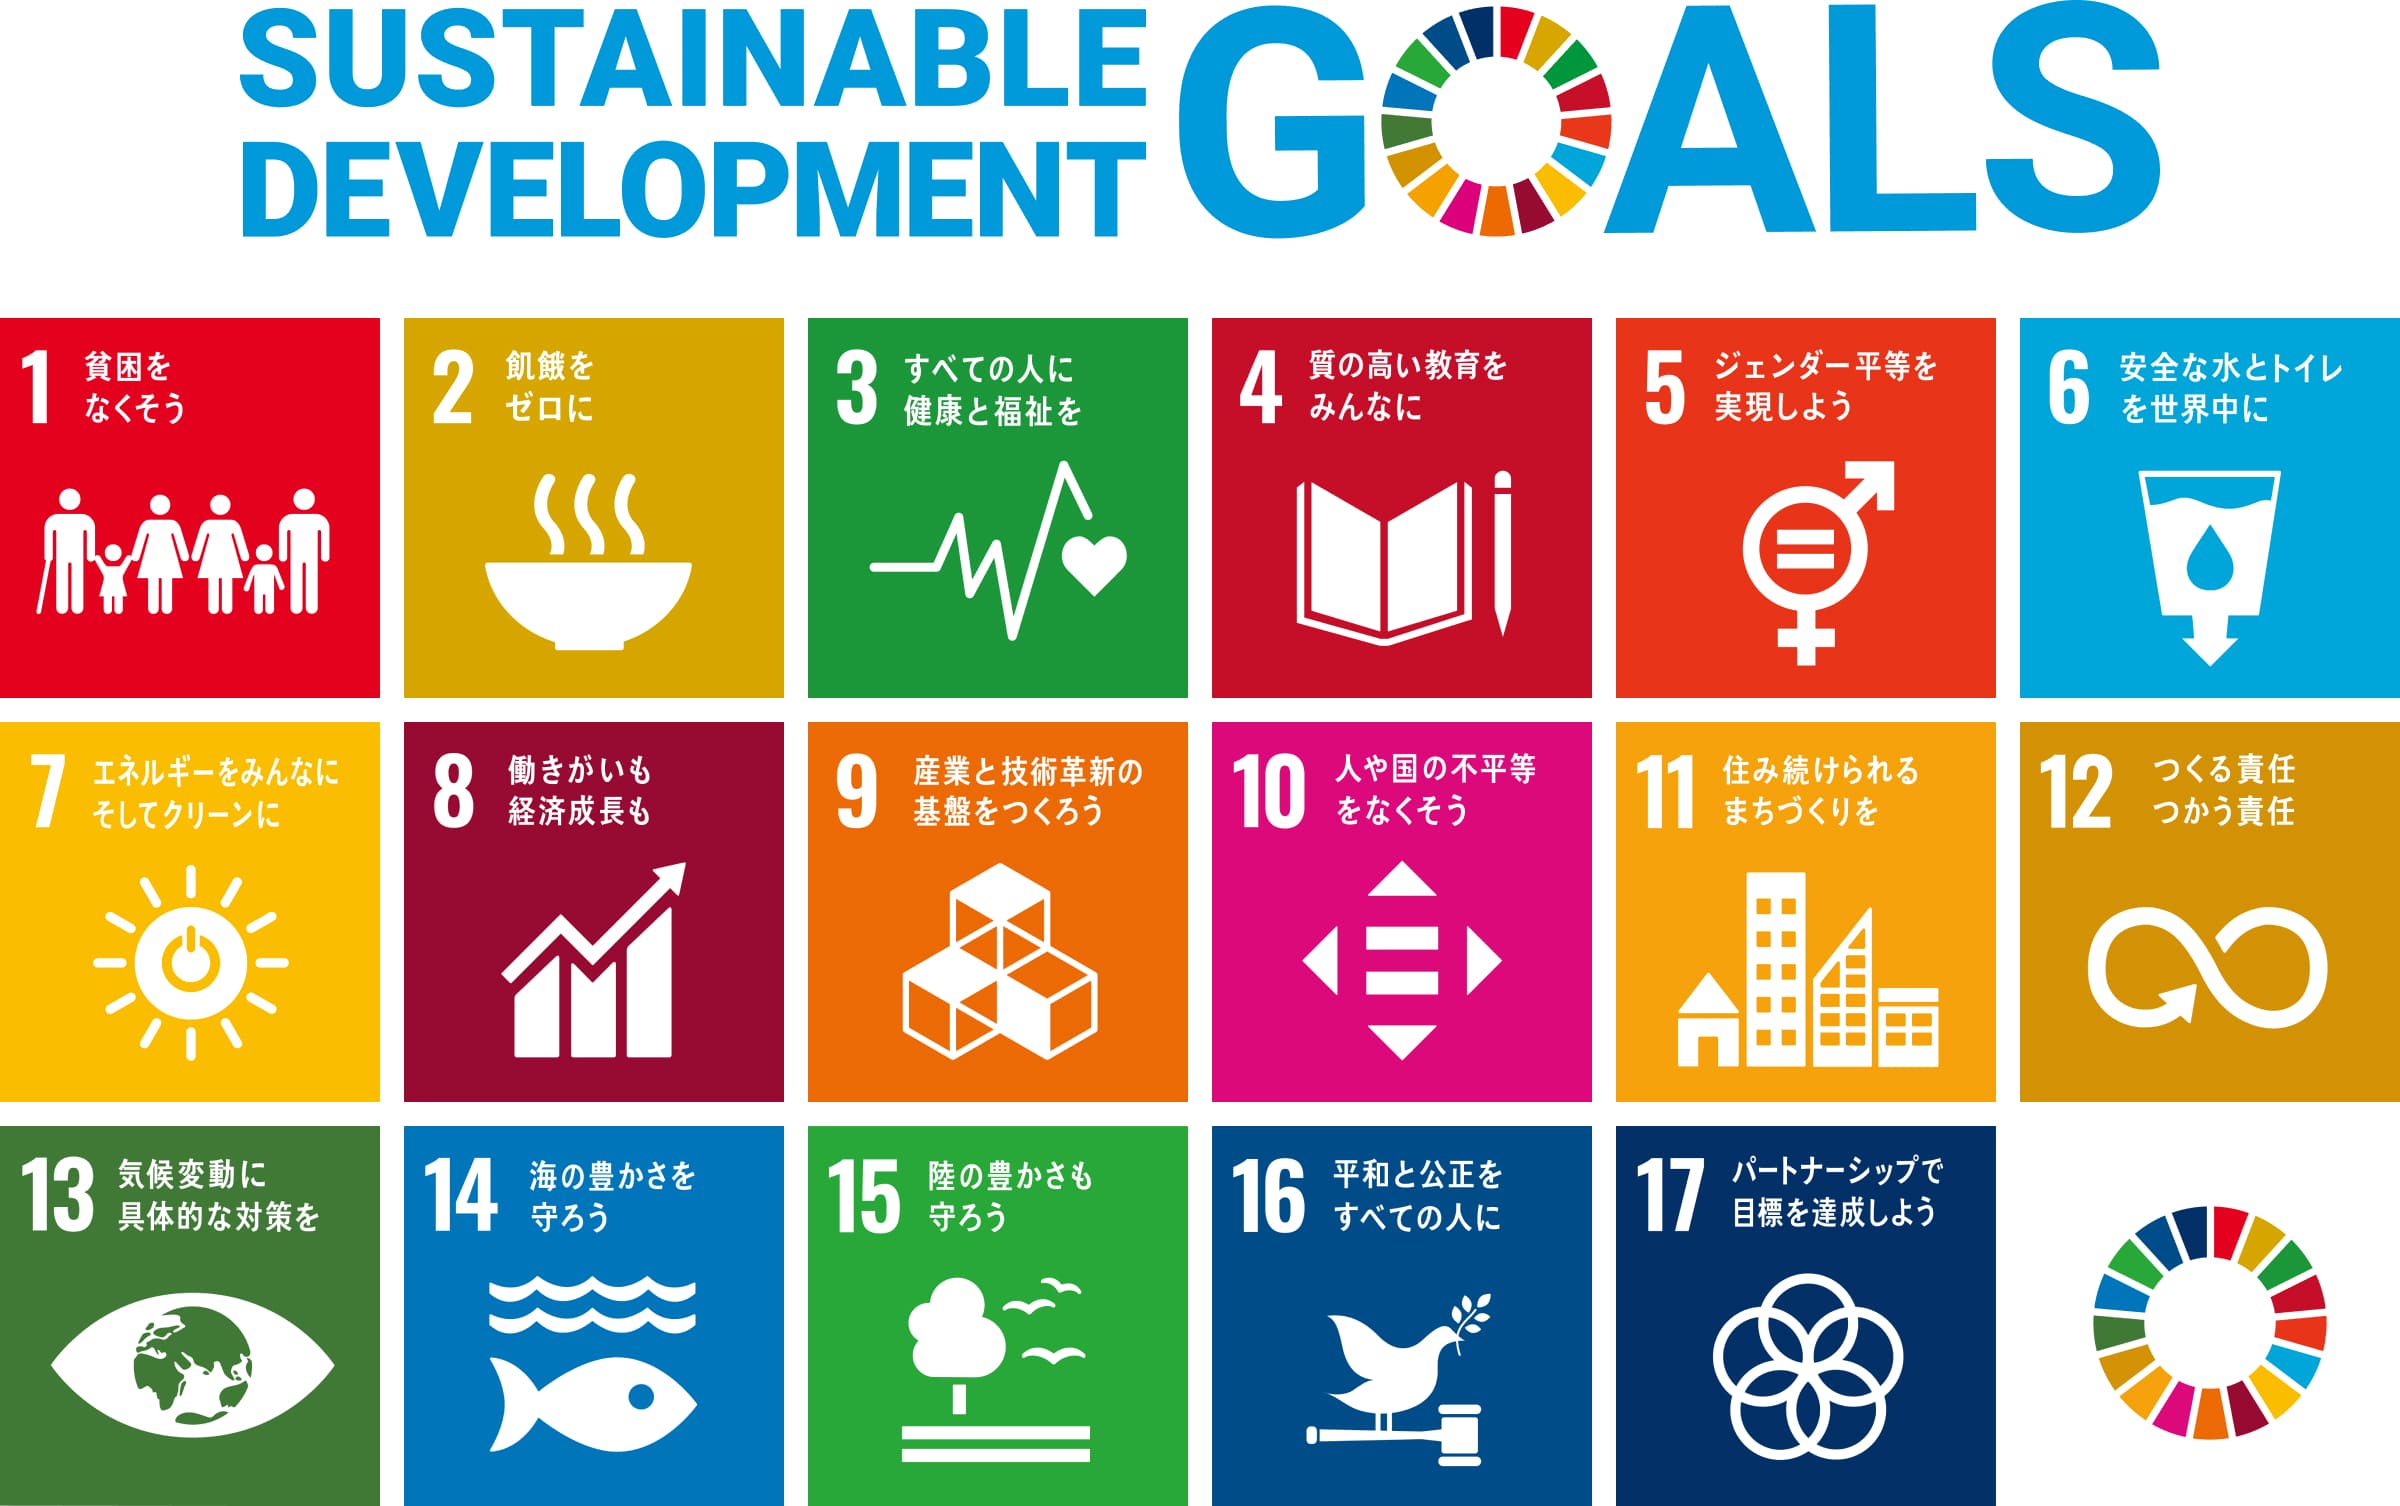 SUSTAINABLE
DEVELOPMENT
GOALS
1
貧困を
なくそう
2
飢餓を
ゼロに
3
すべての人に
健康と福祉を
4
質の高い教育を
みんなに
5
ジェンダー平等を
実現しよう
6
安全な水とトイレ
を世界中に
7
エネルギーをみんなに
そしてクリーンに
8
働きがいも
経済成長も
9
産業と技術革新の
基盤をつくろう
10
人や国の不平等
をなくそう
11
住み続けられる
まちづくりを
12
つくる責任
つかう責任
13
気候変動に
具体的な対策を
14
海の豊かさを
守ろう
15
陸の豊かさも
守ろう
16
平和と公正を
すべての人に
17
パートナーシップで
目標を達成しよう